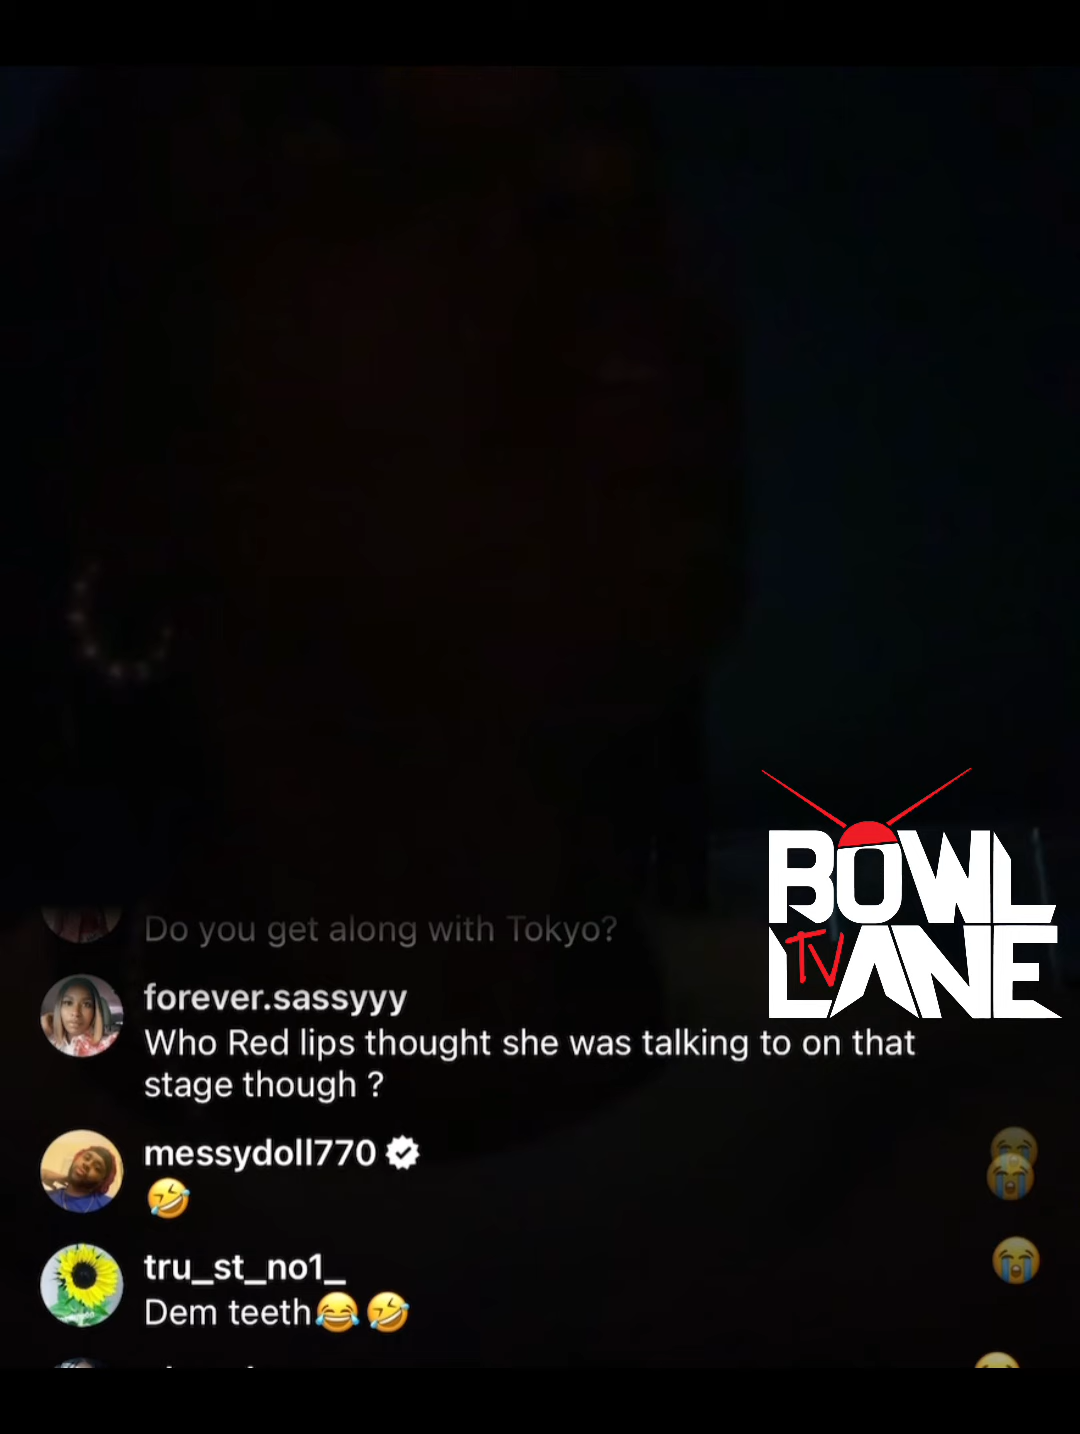 BOWL
TV LANE
Do you get along with Tokyo?
forever.sassyyy
Who Red lips thought she was talking to on that
stage though ?
messydoll770
🤣
tru_st_no1_
Dem teeth😂🤣